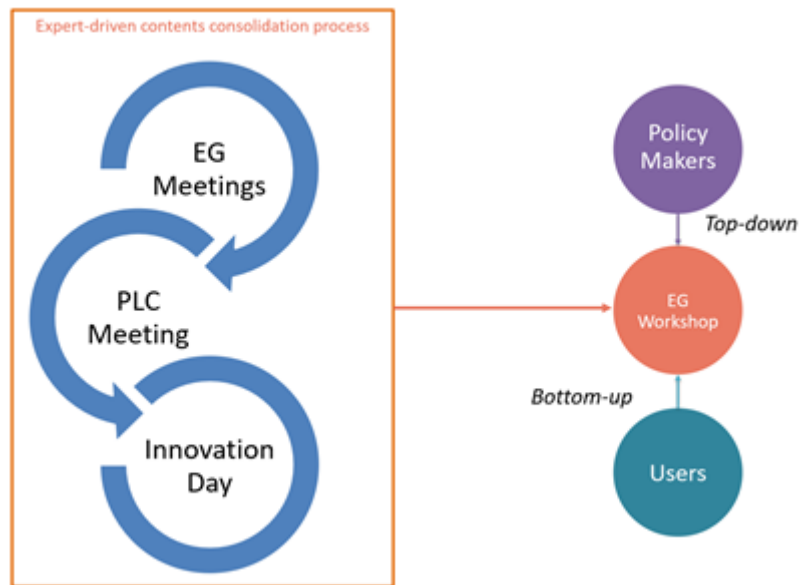 Expert-driven contents consolidation process
EG
Meetings
PLC
Meeting
Innovation
Day
Policy
Makers
Top-down
EG
Workshop
Bottom-up
Users